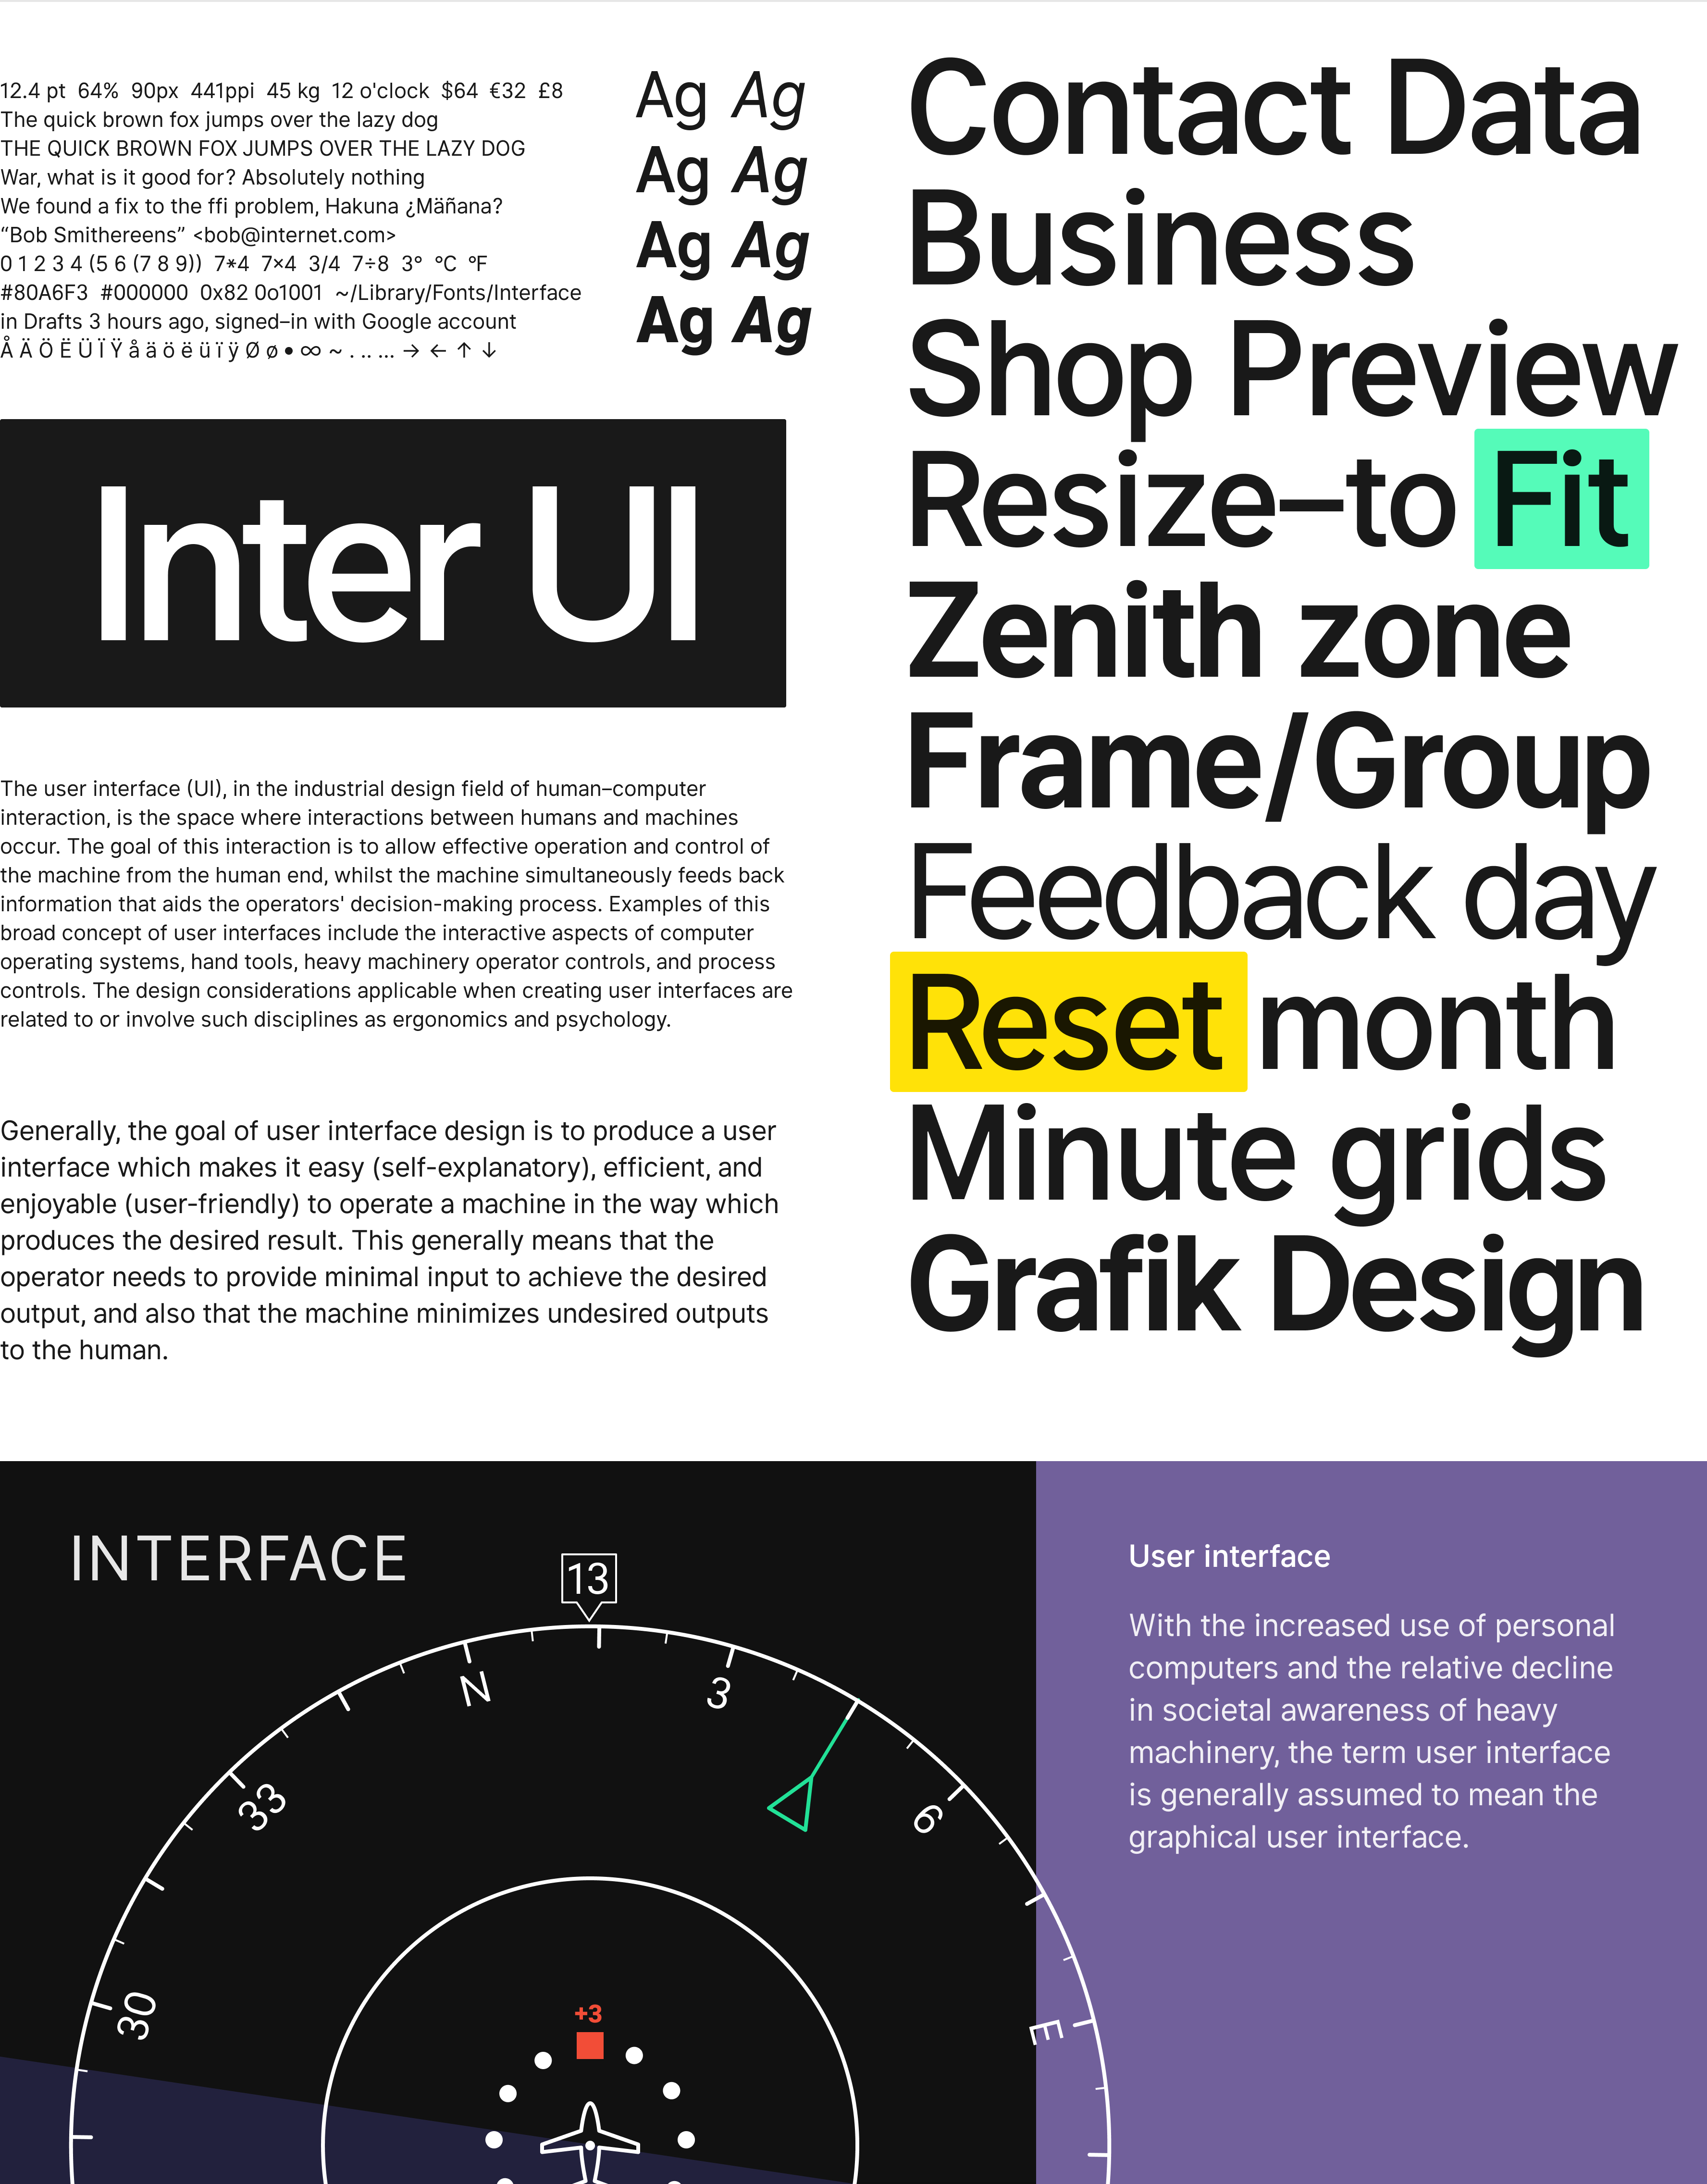 12.4 pt 64% 90px 441ppi 45 kg 12 o'clock $64 €32 £8
The quick brown fox jumps over the lazy dog
THE QUICK BROWN FOX JUMPS OVER THE LAZY DOG
War, what is it good for? Absolutely nothing
We found a fix to the ffi problem, Hakuna ¿Mäñana?
“Bob Smithereens” <bob@internet.com>
0 1 2 3 4 (5 6 (7 8 9)) 7*4 7×4 3/4 7÷8 3° °C °F
#80A6F3 #000000 0x82 0o1001 ~/Library/Fonts/Interface
in Drafts 3 hours ago, signed–in with Google account
Å Ä Ö Ë Ü Ï Ÿ å ä ö ë ü ï ÿ Ø ø • ∞ ~ . .. … → ← ↑ ↓
Ag Ag
Ag Ag
Ag Ag
Ag Ag
Inter UI
The user interface (UI), in the industrial design field of human–computer
interaction, is the space where interactions between humans and machines
occur. The goal of this interaction is to allow effective operation and control of
the machine from the human end, whilst the machine simultaneously feeds back
information that aids the operators' decision-making process. Examples of this
broad concept of user interfaces include the interactive aspects of computer
operating systems, hand tools, heavy machinery operator controls, and process
controls. The design considerations applicable when creating user interfaces are
related to or involve such disciplines as ergonomics and psychology.
Generally, the goal of user interface design is to produce a user
interface which makes it easy (self-explanatory), efficient, and
enjoyable (user-friendly) to operate a machine in the way which
produces the desired result. This generally means that the
operator needs to provide minimal input to achieve the desired
output, and also that the machine minimizes undesired outputs
to the human.
Contact Data
Business
Shop Preview
Resize–to Fit
Zenith zone
Frame/Group
Feedback day
Reset month
Minute grids
Grafik Design
INTERFACE
13
N
3
33
6
30
E
+3
User interface
With the increased use of personal
computers and the relative decline
in societal awareness of heavy
machinery, the term user interface
is generally assumed to mean the
graphical user interface.